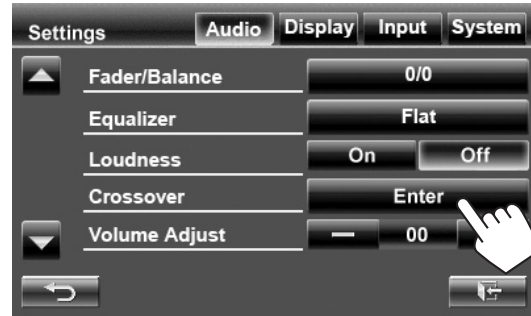 Settings Audio Display Input System
Fader/Balance 0/0
Equalizer Flat
Loudness On Off
Crossover Enter
Volume Adjust — 00